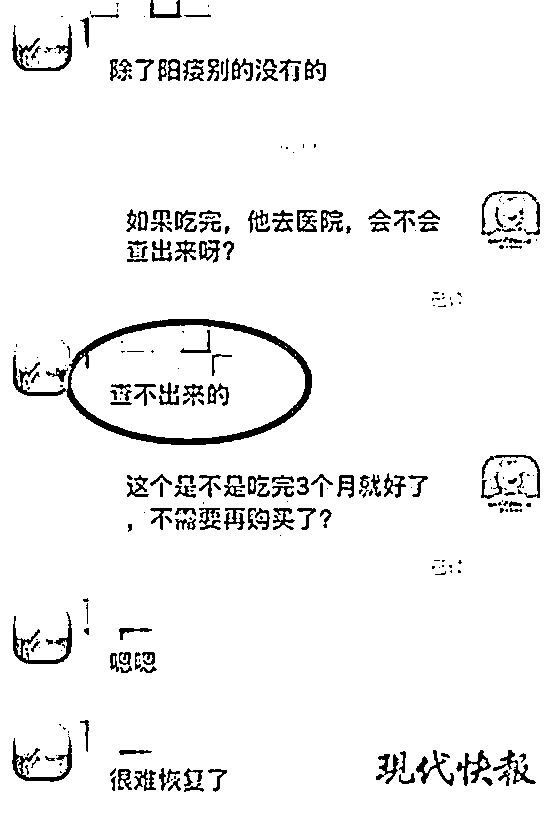 除了阳痿别的没有的
如果吃完，他去医院，会不会
查出来呀？
查不出来的
这个是不是吃完3个月就好了
，不需要再购买了？
嗯嗯
很难恢复了
现代快报